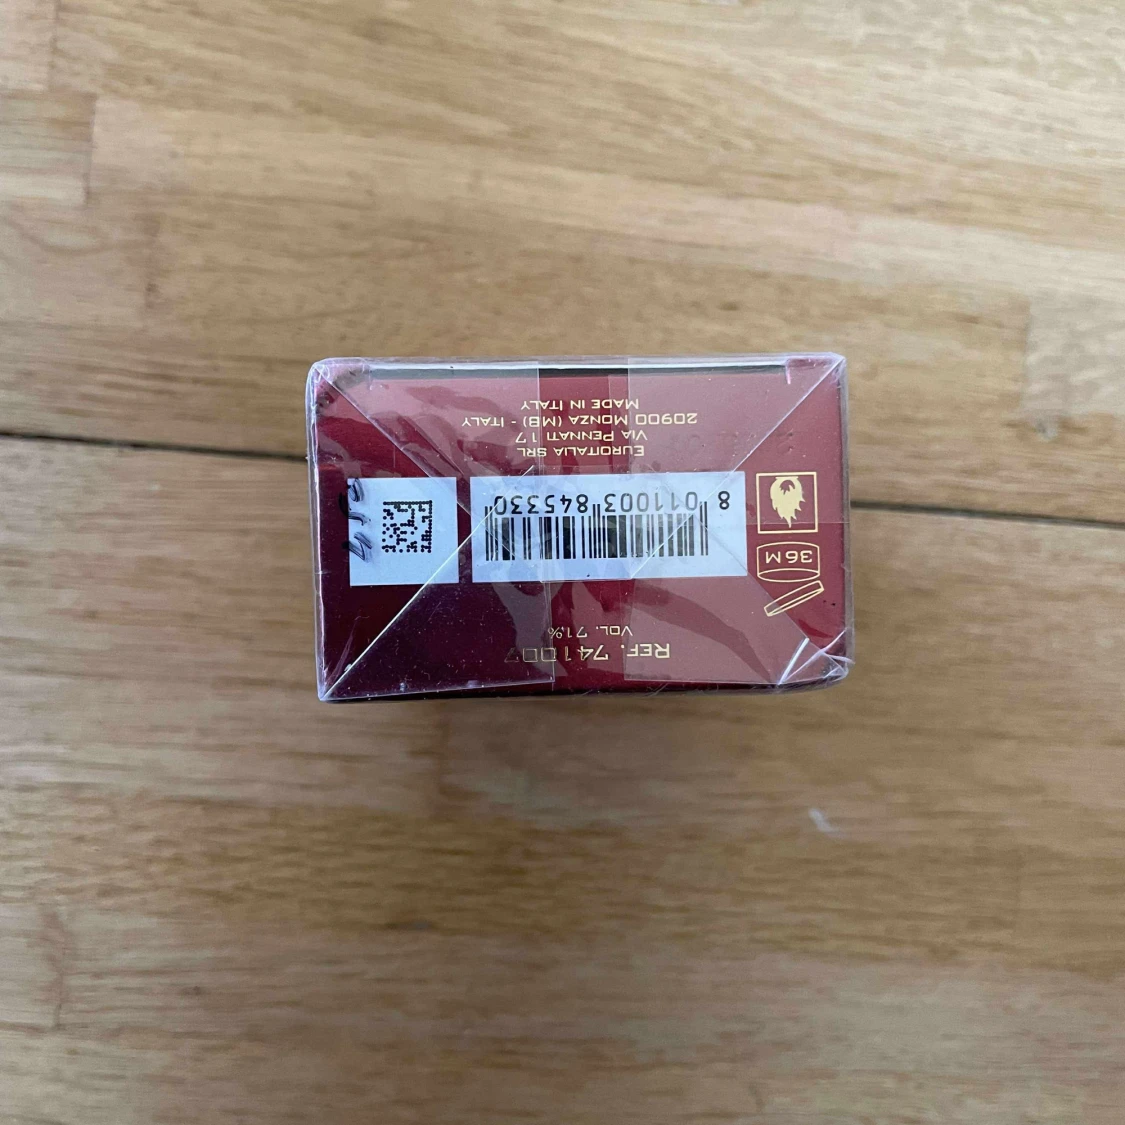 REF. 741007
VOL. 71%
36M
8 011003 845330
EUROITALIA SRL
VIA PENNATI 17
20900 MONZA (MB) - ITALY
MADE IN ITALY